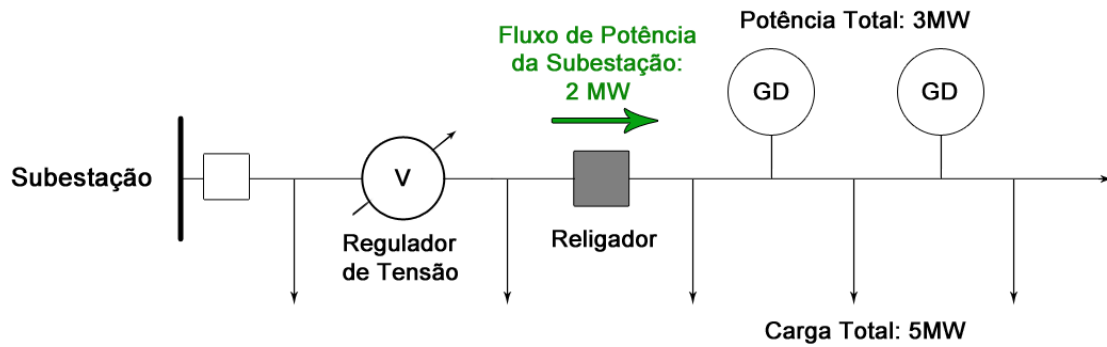 Potência Total: 3MW
Fluxo de Potência
da Subestação:
2 MW
GD
GD
Subestação
V
Regulador
de Tensão
Religador
Carga Total: 5MW